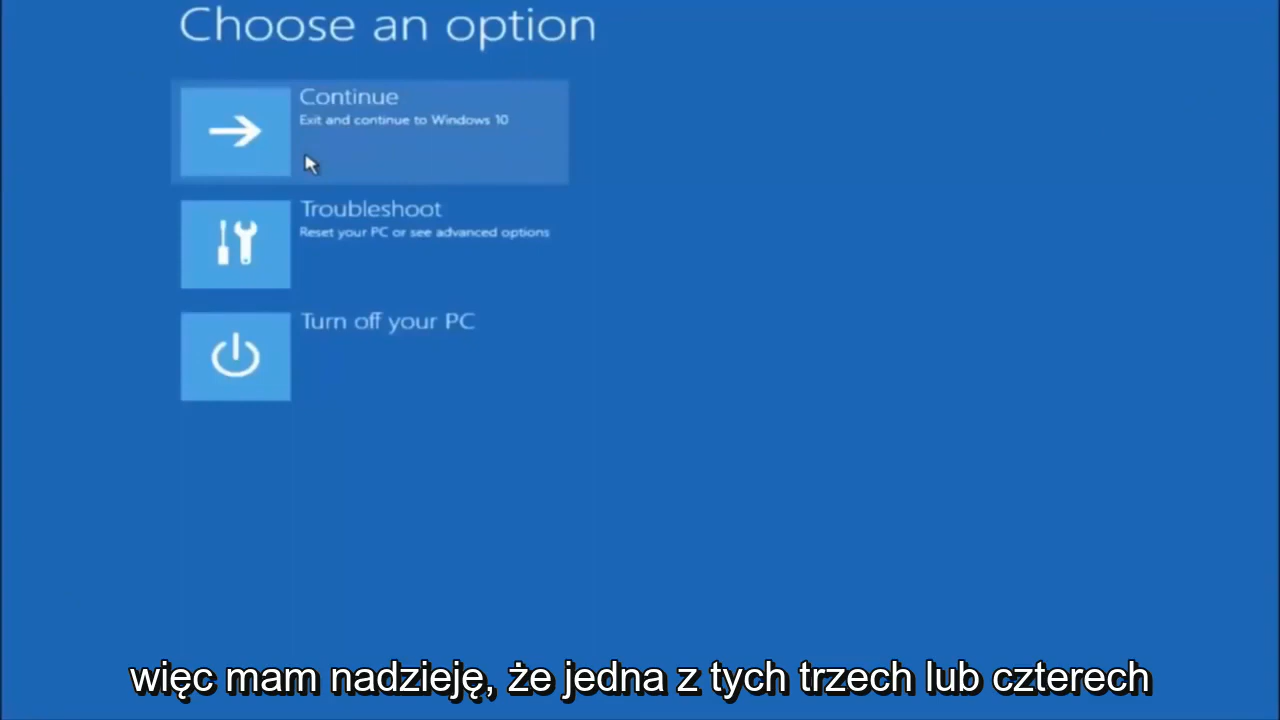 Choose an option
Continue
Exit and continue to Windows 10
Troubleshoot
Reset your PC or see advanced options
Turn off your PC
więc mam nadzieję, że jedna z tych trzech lub czterech